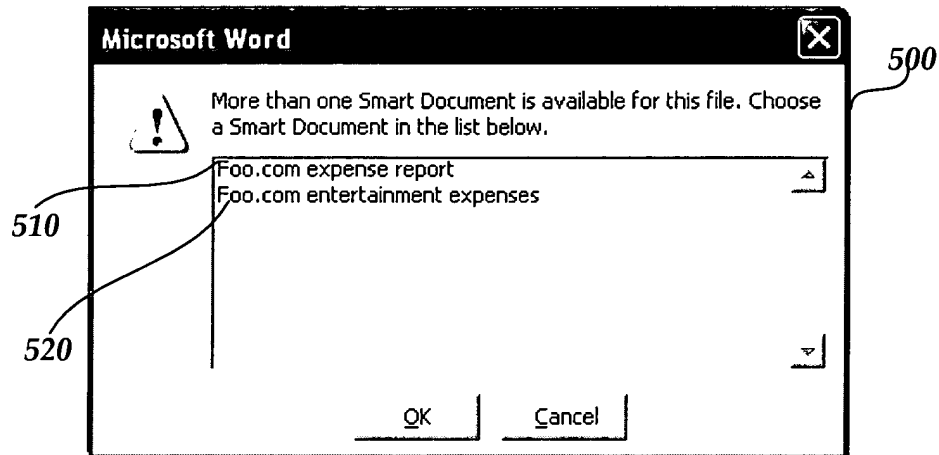 Microsoft Word
500
More than one Smart Document is available for this file. Choose
a Smart Document in the list below.
Foo.com expense report
Foo.com entertainment expenses
510
520
OK
Cancel